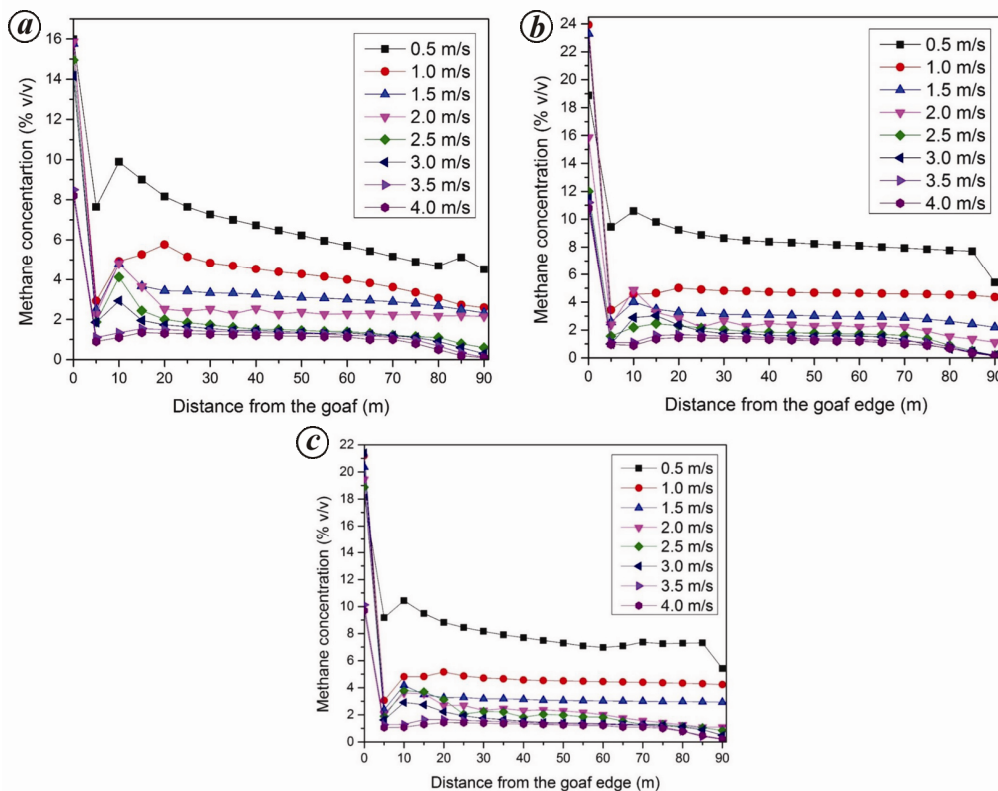 a
16
14
12
10
8
6
4
2
0
Methane concentartion (% v/v)
0 10 20 30 40 50 60 70 80 90
Distance from the goaf (m)
0.5 m/s
1.0 m/s
1.5 m/s
2.0 m/s
2.5 m/s
3.0 m/s
3.5 m/s
4.0 m/s
b
24
22
20
18
16
14
12
10
8
6
4
2
0
Methane concentration (% v/v)
0 10 20 30 40 50 60 70 80 90
Distance from the goaf edge (m)
0.5 m/s
1.0 m/s
1.5 m/s
2.0 m/s
2.5 m/s
3.0 m/s
3.5 m/s
4.0 m/s
c
22
20
18
16
14
12
10
8
6
4
2
0
Methane concentration (% v/v)
0 10 20 30 40 50 60 70 80 90
Distance from the goaf edge (m)
0.5 m/s
1.0 m/s
1.5 m/s
2.0 m/s
2.5 m/s
3.0 m/s
3.5 m/s
4.0 m/s